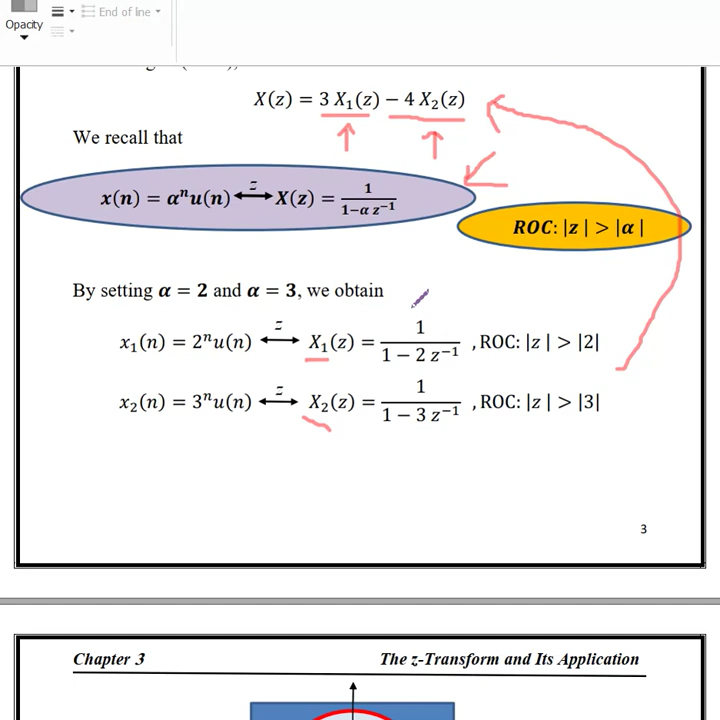 Opacity
End of line
X(z) = 3 X₁(z) − 4 X₂(z)
We recall that
x(n) = αⁿu(n) ⟷ᶻ X(z) = 1/(1−α z⁻¹)
ROC: |z| > |α|
By setting α = 2 and α = 3, we obtain
x₁(n) = 2ⁿu(n) ⟷ᶻ X₁(z) = 1/(1 − 2 z⁻¹) , ROC: |z| > |2|
x₂(n) = 3ⁿu(n) ⟷ᶻ X₂(z) = 1/(1 − 3 z⁻¹) , ROC: |z| > |3|
3
Chapter 3 The z-Transform and Its Application